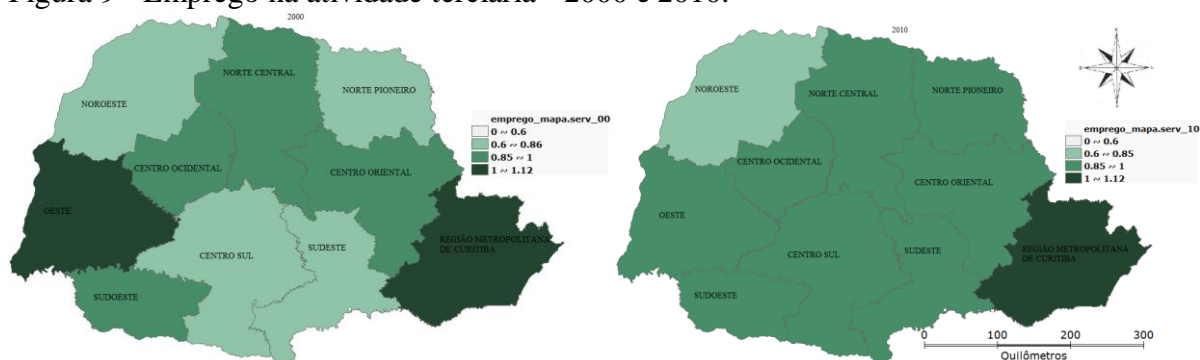 Figura 9 - Emprego na atividade terciária – 2000 e 2010.
2000
NORTE CENTRAL
NOROESTE
NORTE PIONEIRO
emprego_mapa.serv_00
0 ~ 0.6
0.6 ~ 0.86
0.85 ~ 1
1 ~ 1.12
CENTRO OCIDENTAL
CENTRO ORIENTAL
OESTE
CENTRO SUL
SUDESTE
REGIÃO METROPOLITANA
DE CURITIBA
SUDOESTE
2010
NOROESTE
NORTE CENTRAL
NORTE PIONEIRO
emprego_mapa.serv_10
0 ~ 0.6
0.6 ~ 0.85
0.85 ~ 1
1 ~ 1.12
CENTRO OCIDENTAL
CENTRO ORIENTAL
OESTE
CENTRO SUL
SUDESTE
REGIÃO METROPOLITANA
DE CURITIBA
SUDOESTE
0 100 200 300
Quilômetros